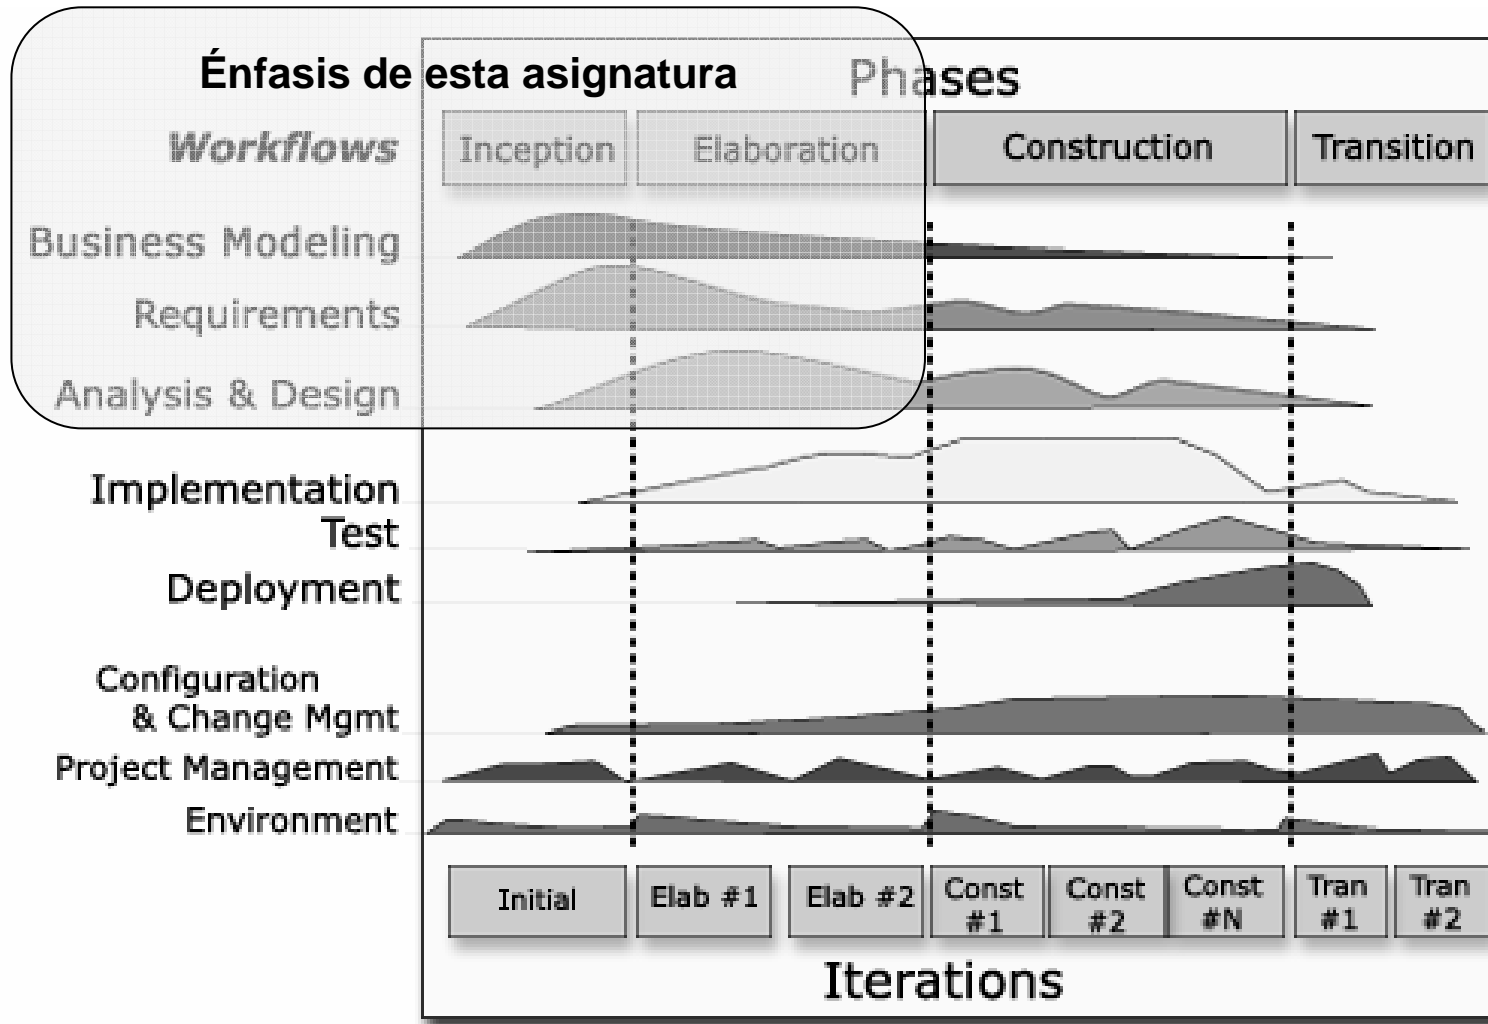 Énfasis de esta asignatura
Phases
Workflows
Inception
Elaboration
Construction
Transition
Business Modeling
Requirements
Analysis & Design
Implementation
Test
Deployment
Configuration
& Change Mgmt
Project Management
Environment
Initial
Elab #1
Elab #2
Const
#1
Const
#2
Const
#N
Tran
#1
Tran
#2
Iterations